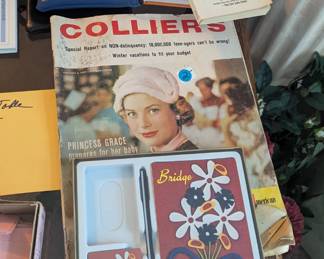 COLLIER'S
Special Report on NON-delinquency: 18,000,000 teen-agers can't be wrong!
Winter vacations to fit your budget
PRINCESS GRACE
prepares for her baby
Bridge